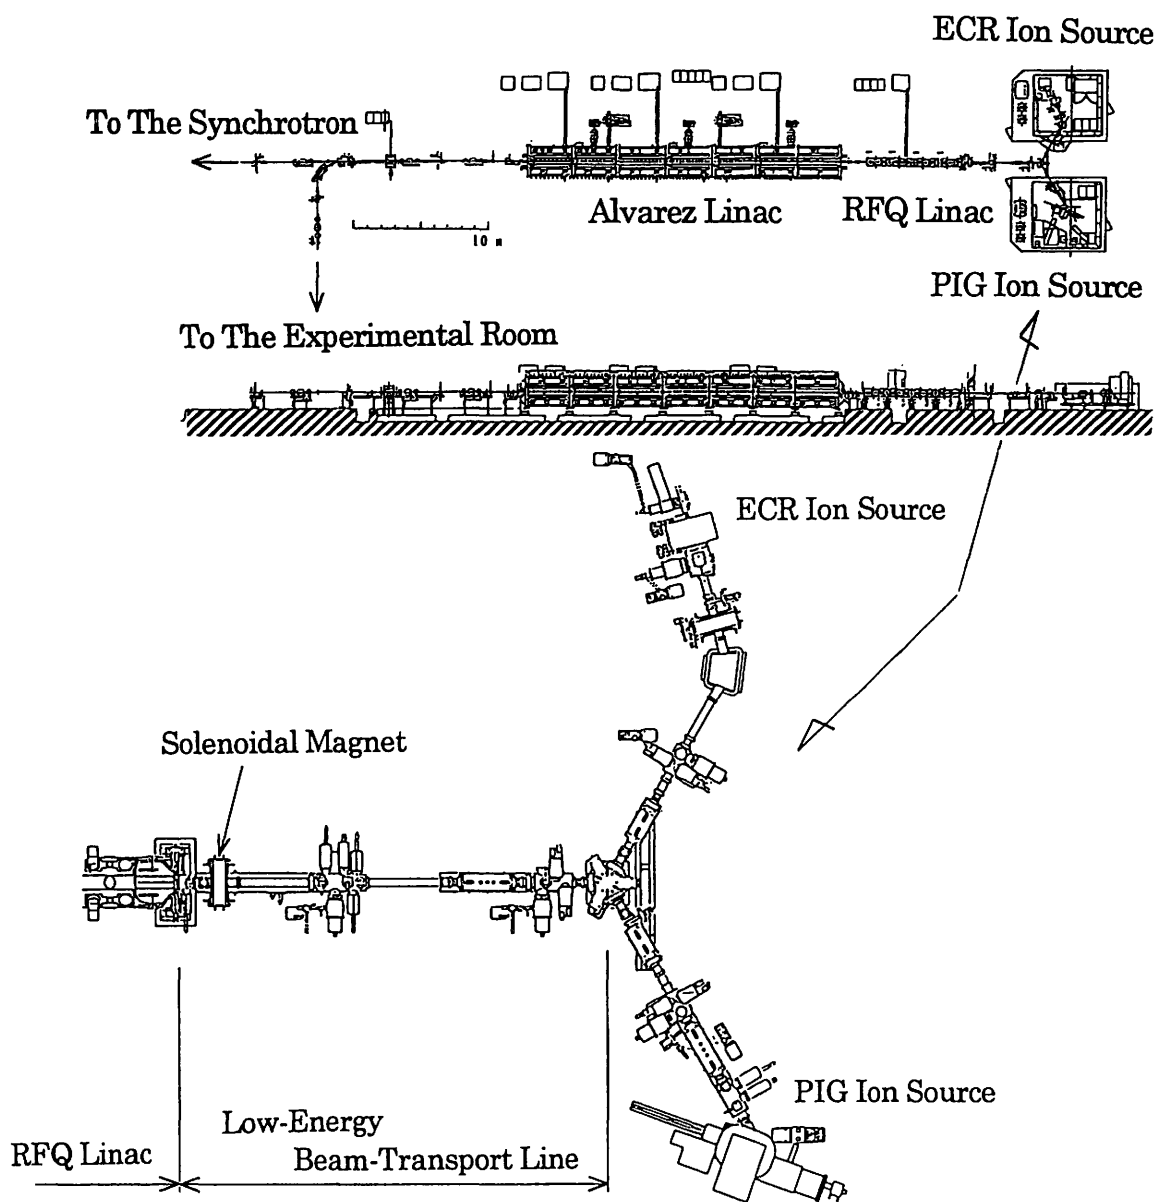 ECR Ion Source
To The Synchrotron
Alvarez Linac
RFQ Linac
10 m
PIG Ion Source
To The Experimental Room
ECR Ion Source
Solenoidal Magnet
PIG Ion Source
Low-Energy
Beam-Transport Line
RFQ Linac